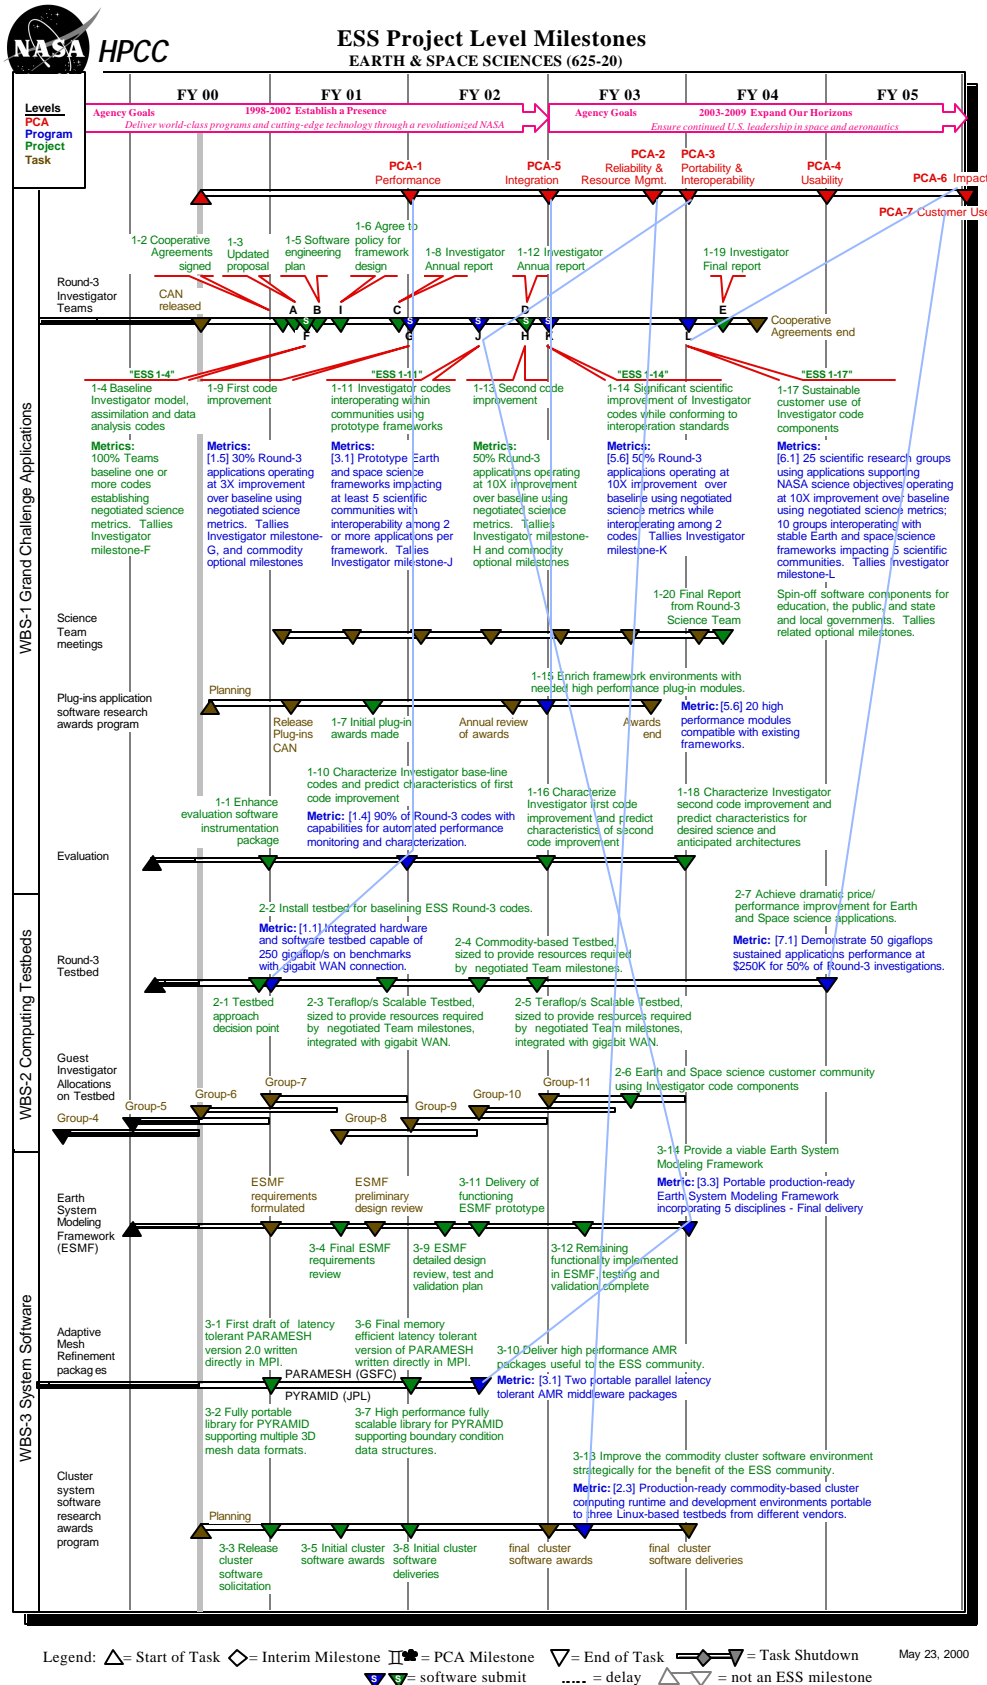 NASA
HPCC
ESS Project Level Milestones
EARTH & SPACE SCIENCES (625-20)
Levels
PCA
Program
Project
Task
FY 00
FY 01
FY 02
FY 03
FY 04
FY 05
Agency Goals
1998-2002 Establish a Presence
Deliver world-class programs and cutting-edge technology through a revolutionized NASA
Agency Goals
2003-2009 Expand Our Horizons
Ensure continued U.S. leadership in space and aeronautics
PCA-1
Performance
PCA-5
Integration
PCA-2
Reliability &
Resource Mgmt.
PCA-3
Portability &
Interoperability
PCA-4
Usability
PCA-6 Impact
PCA-7 Customer Use
WBS-1 Grand Challenge Applications
Round-3
Investigator
Teams
CAN
released
1-2 Cooperative
Agreements
signed
1-3
Updated
proposal
1-5 Software
engineering
plan
1-6 Agree to
policy for
framework
design
1-8 Investigator
Annual report
1-12 Investigator
Annual report
1-19 Investigator
Final report
A
B
I
C
D
E
S
S
S
S
S
F
G
J
H
K
L
Cooperative
Agreements end
"ESS 1-4"
"ESS 1-11"
"ESS 1-14"
"ESS 1-17"
1-4 Baseline
Investigator model,
assimilation and data
analysis codes
Metrics:
100% Teams
baseline one or
more codes
establishing
negotiated science
metrics. Tallies
Investigator
milestone-F
1-9 First code
improvement
Metrics:
[1.5] 30% Round-3
applications operating
at 3X improvement
over baseline using
negotiated science
metrics. Tallies
Investigator milestone-
G, and commodity
optional milestones
1-11 Investigator codes
interoperating within
communities using
prototype frameworks
Metrics:
[3.1] Prototype Earth
and space science
frameworks impacting
at least 5 scientific
communities with
interoperability among 2
or more applications per
framework. Tallies
Investigator milestone-J
1-13 Second code
improvement
Metrics:
50% Round-3
applications operating
at 10X improvement
over baseline using
negotiated science
metrics. Tallies
Investigator milestone-
H and commodity
optional milestones
1-14 Significant scientific
improvement of Investigator
codes while conforming to
interoperation standards
Metrics:
[5.6] 50% Round-3
applications operating at
10X improvement over
baseline using negotiated
science metrics while
interoperating among 2
codes. Tallies Investigator
milestone-K
1-17 Sustainable
customer use of
Investigator code
components
Metrics:
[6.1] 25 scientific research groups
using applications supporting
NASA science objectives operating
at 10X improvement over baseline
using negotiated science metrics;
10 groups interoperating with
stable Earth and space science
frameworks impacting 5 scientific
communities. Tallies Investigator
milestone-L
Spin-off software components for
education, the public, and state
and local governments. Tallies
related optional milestones.
Science
Team
meetings
1-20 Final Report
from Round-3
Science Team
Plug-ins application
software research
awards program
Planning
Release
Plug-ins
CAN
1-7 Initial plug-in
awards made
Annual review
of awards
1-15 Enrich framework environments with
needed high performance plug-in modules.
Awards
end
Metric: [5.6] 20 high
performance modules
compatible with existing
frameworks.
Evaluation
1-1 Enhance
evaluation software
instrumentation
package
1-10 Characterize Investigator base-line
codes and predict characteristics of first
code improvement
Metric: [1.4] 90% of Round-3 codes with
capabilities for automated performance
monitoring and characterization.
1-16 Characterize
Investigator first code
improvement and predict
characteristics of second
code improvement
1-18 Characterize Investigator
second code improvement and
predict characteristics for
desired science and
anticipated architectures
WBS-2 Computing Testbeds
Round-3
Testbed
2-2 Install testbed for baselining ESS Round-3 codes.
Metric: [1.1] Integrated hardware
and software testbed capable of
250 gigaflop/s on benchmarks
with gigabit WAN connection.
2-4 Commodity-based Testbed,
sized to provide resources required
by negotiated Team milestones.
2-7 Achieve dramatic price/
performance improvement for Earth
and Space science applications.
Metric: [7.1] Demonstrate 50 gigaflops
sustained applications performance at
$250K for 50% of Round-3 investigations.
2-1 Testbed
approach
decision point
2-3 Teraflop/s Scalable Testbed,
sized to provide resources required
by negotiated Team milestones,
integrated with gigabit WAN.
2-5 Teraflop/s Scalable Testbed,
sized to provide resources required
by negotiated Team milestones,
integrated with gigabit WAN.
Guest
Investigator
Allocations
on Testbed
Group-4
Group-5
Group-6
Group-7
Group-8
Group-9
Group-10
Group-11
2-6 Earth and Space science customer community
using Investigator code components
WBS-3 System Software
Earth
System
Modeling
Framework
(ESMF)
ESMF
requirements
formulated
ESMF
preliminary
design review
3-11 Delivery of
functioning
ESMF prototype
3-14 Provide a viable Earth System
Modeling Framework
Metric: [3.3] Portable production-ready
Earth System Modeling Framework
incorporating 5 disciplines - Final delivery
3-4 Final ESMF
requirements
review
3-9 ESMF
detailed design
review, test and
validation plan
3-12 Remaining
functionality implemented
in ESMF, testing and
validation complete
Adaptive
Mesh
Refinement
packages
3-1 First draft of latency
tolerant PARAMESH
version 2.0 written
directly in MPI.
3-6 Final memory
efficient latency tolerant
version of PARAMESH
written directly in MPI.
PARAMESH (GSFC)
PYRAMID (JPL)
3-10 Deliver high performance AMR
packages useful to the ESS community.
Metric: [3.1] Two portable parallel latency
tolerant AMR middleware packages
3-2 Fully portable
library for PYRAMID
supporting multiple 3D
mesh data formats.
3-7 High performance fully
scalable library for PYRAMID
supporting boundary condition
data structures.
Cluster
system
software
research
awards
program
Planning
3-13 Improve the commodity cluster software environment
strategically for the benefit of the ESS community.
Metric: [2.3] Production-ready commodity-based cluster
computing runtime and development environments portable
to three Linux-based testbeds from different vendors.
3-3 Release
cluster
software
solicitation
3-5 Initial cluster
software awards
3-8 Initial cluster
software
deliveries
final cluster
software awards
final cluster
software deliveries
Legend:
= Start of Task
= Interim Milestone
= PCA Milestone
= End of Task
= Task Shutdown
May 23, 2000
S S = software submit
= delay
= not an ESS milestone